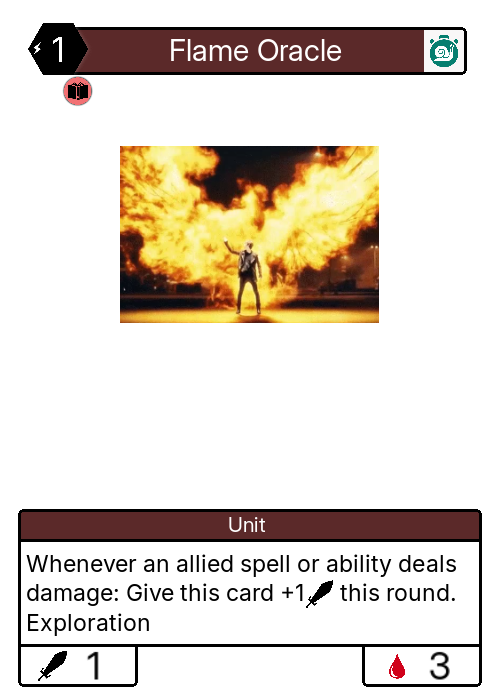 1
Flame Oracle
Unit
Whenever an allied spell or ability deals
damage: Give this card +1 this round.
Exploration
1
3